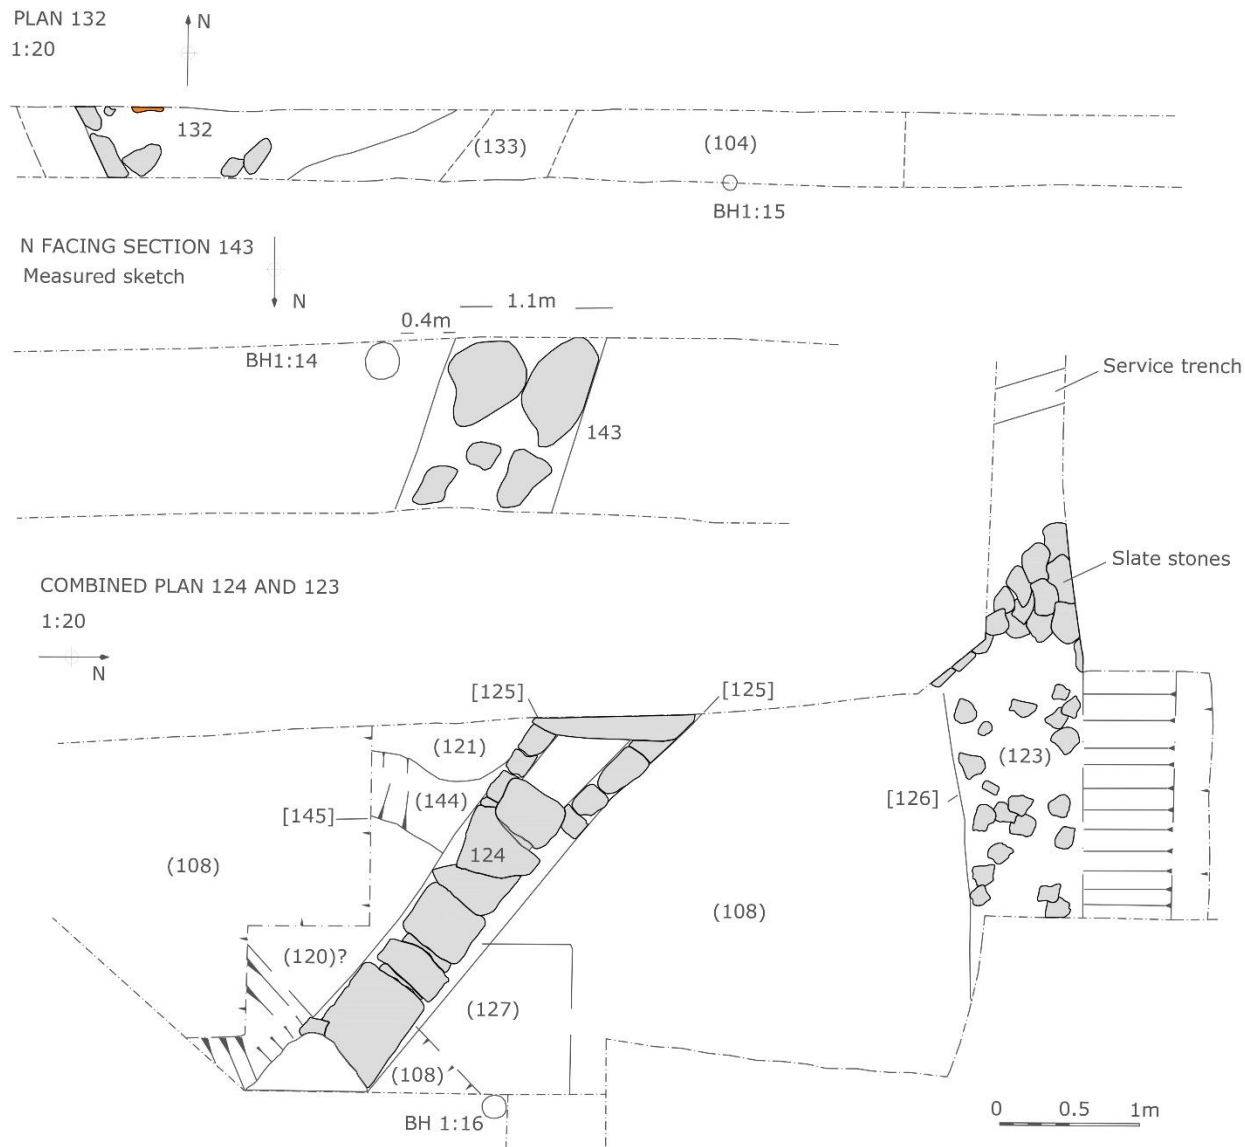 PLAN 132
N
1:20
132
(133)
(104)
BH1:15
N FACING SECTION 143
Measured sketch
N
1.1m
0.4m
BH1:14
143
Service trench
Slate stones
COMBINED PLAN 124 AND 123
1:20
N
[125]
[125]
(121)
(144)
[145]
(123)
[126]
124
(108)
(108)
(120)?
(127)
(108)
BH 1:16
0 0.5 1m